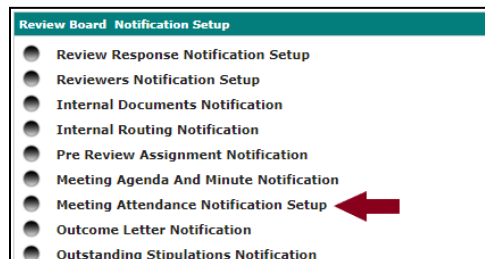 Review Board Notification Setup
Review Response Notification Setup
Reviewers Notification Setup
Internal Documents Notification
Internal Routing Notification
Pre Review Assignment Notification
Meeting Agenda And Minute Notification
Meeting Attendance Notification Setup
Outcome Letter Notification
Outstanding Stipulations Notification